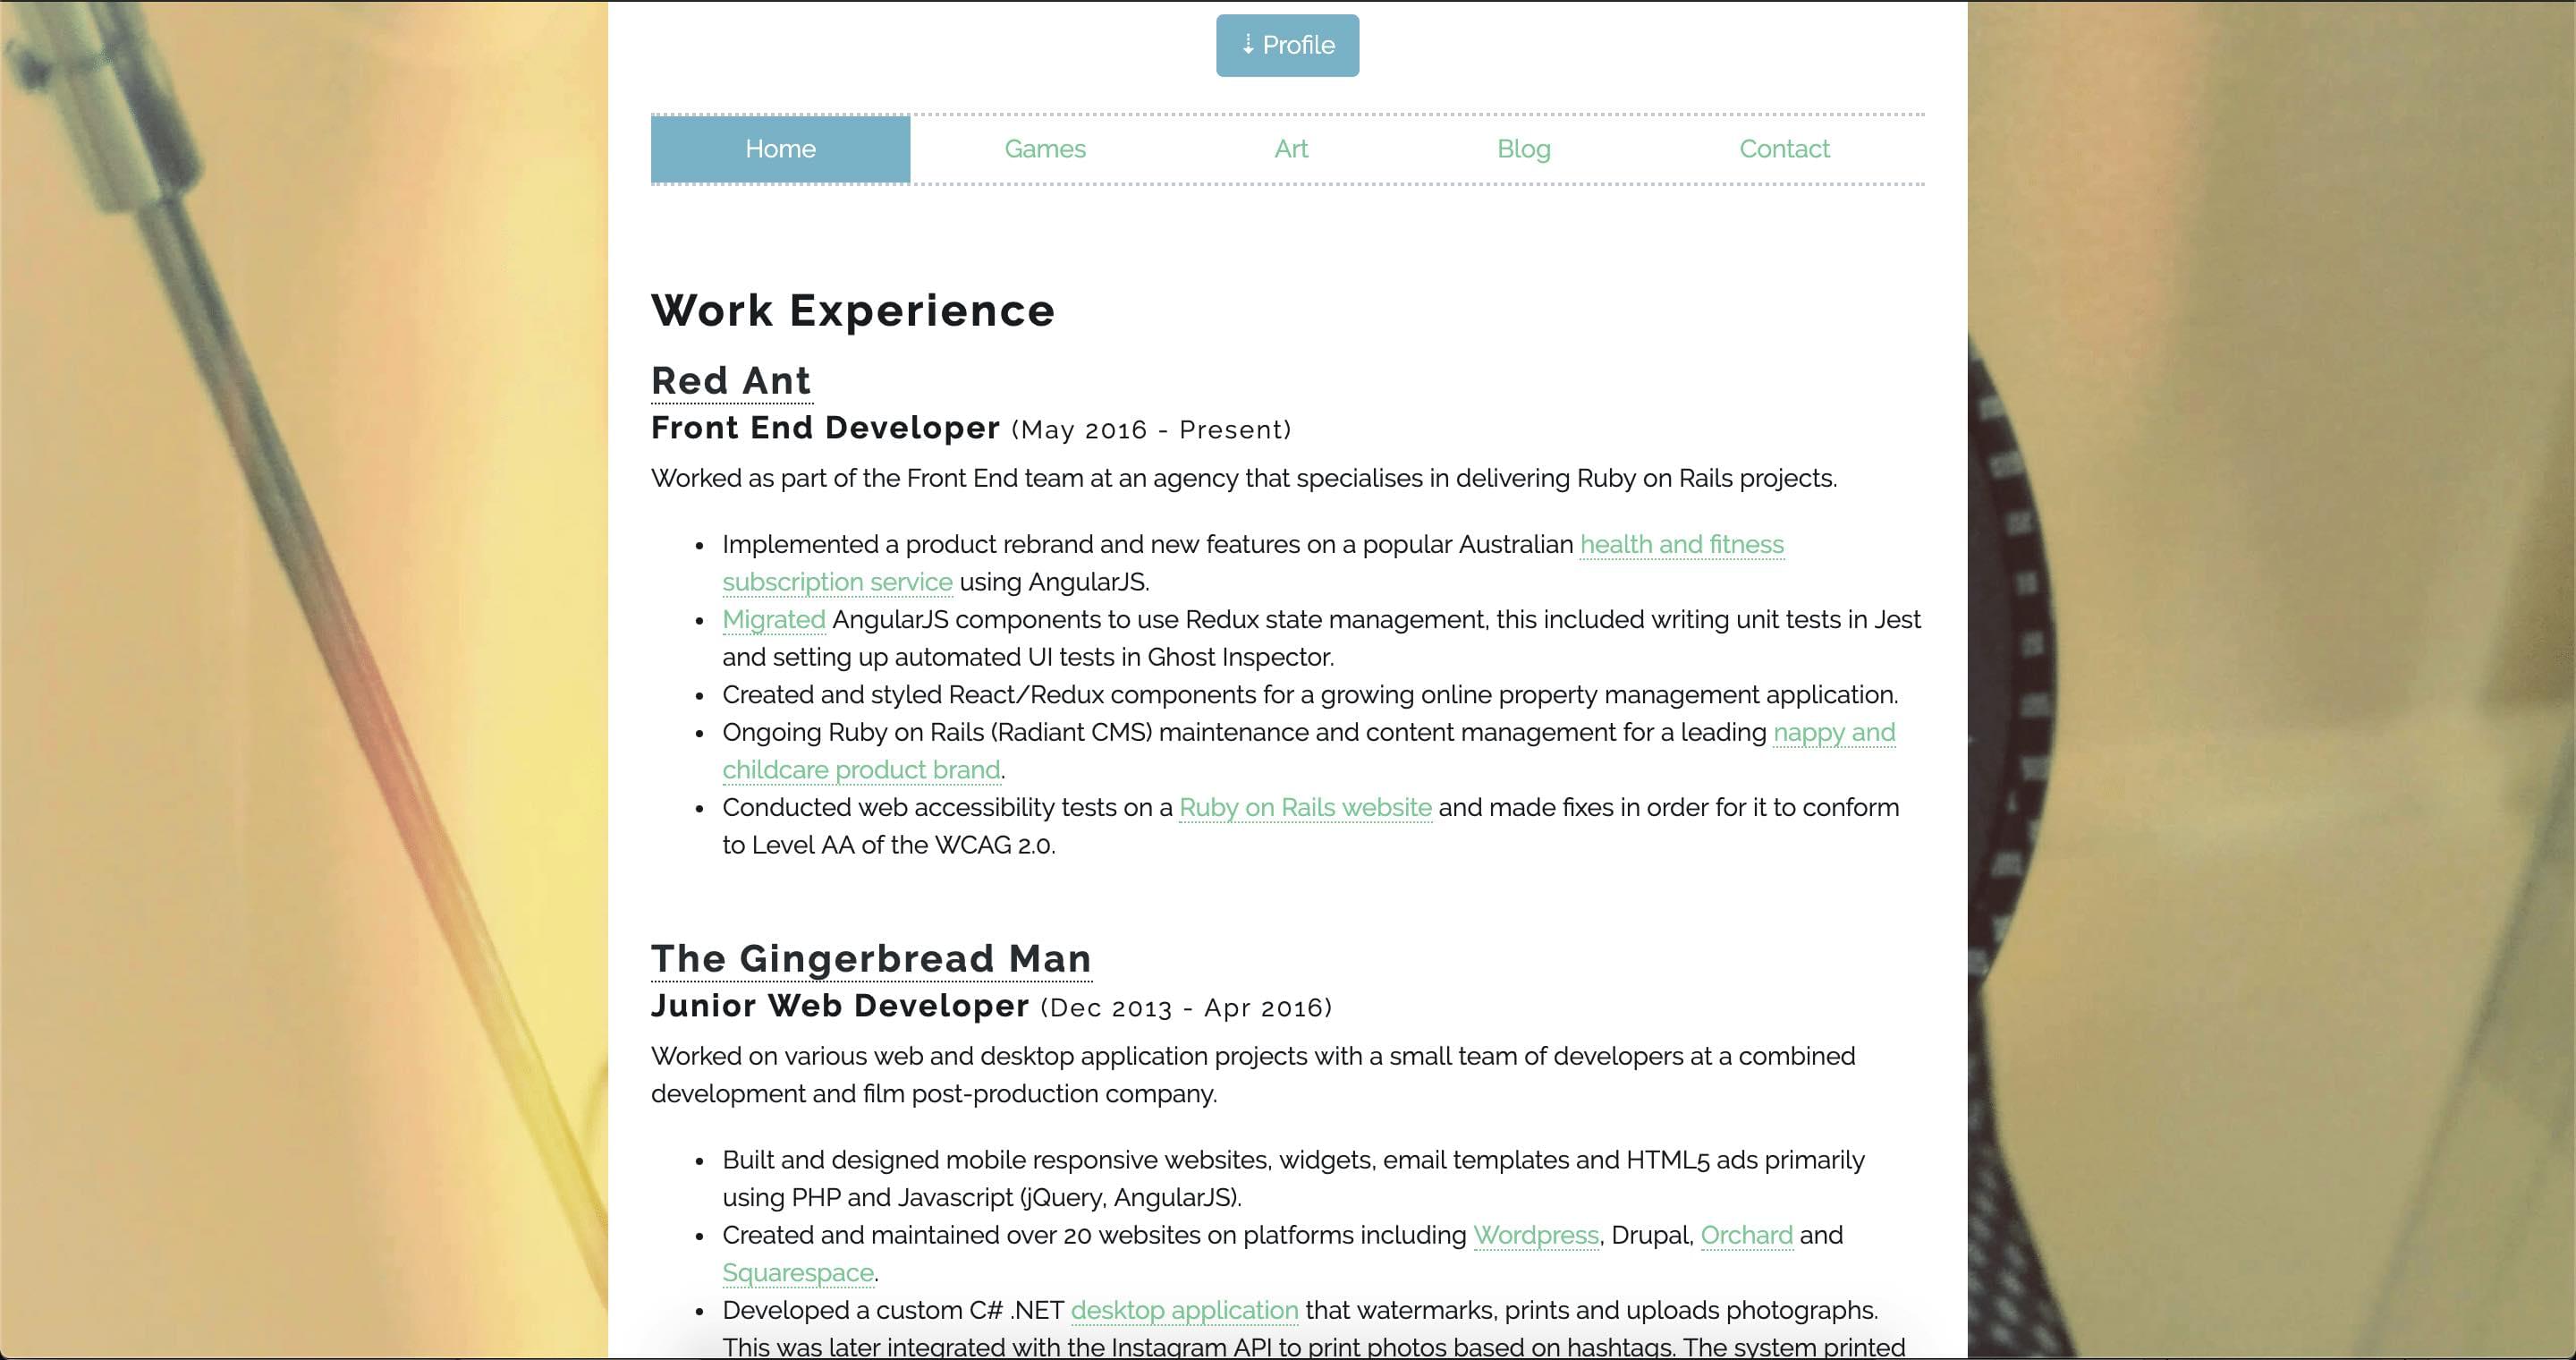 ⇣ Profile
Home Games Art Blog Contact
Work Experience
Red Ant
Front End Developer (May 2016 - Present)
Worked as part of the Front End team at an agency that specialises in delivering Ruby on Rails projects.
• Implemented a product rebrand and new features on a popular Australian health and fitness
subscription service using AngularJS.
• Migrated AngularJS components to use Redux state management, this included writing unit tests in Jest
and setting up automated UI tests in Ghost Inspector.
• Created and styled React/Redux components for a growing online property management application.
• Ongoing Ruby on Rails (Radiant CMS) maintenance and content management for a leading nappy and
childcare product brand.
• Conducted web accessibility tests on a Ruby on Rails website and made fixes in order for it to conform
to Level AA of the WCAG 2.0.
The Gingerbread Man
Junior Web Developer (Dec 2013 - Apr 2016)
Worked on various web and desktop application projects with a small team of developers at a combined
development and film post-production company.
• Built and designed mobile responsive websites, widgets, email templates and HTML5 ads primarily
using PHP and Javascript (jQuery, AngularJS).
• Created and maintained over 20 websites on platforms including Wordpress, Drupal, Orchard and
Squarespace.
• Developed a custom C# .NET desktop application that watermarks, prints and uploads photographs.
This was later integrated with the Instagram API to print photos based on hashtags. The system printed